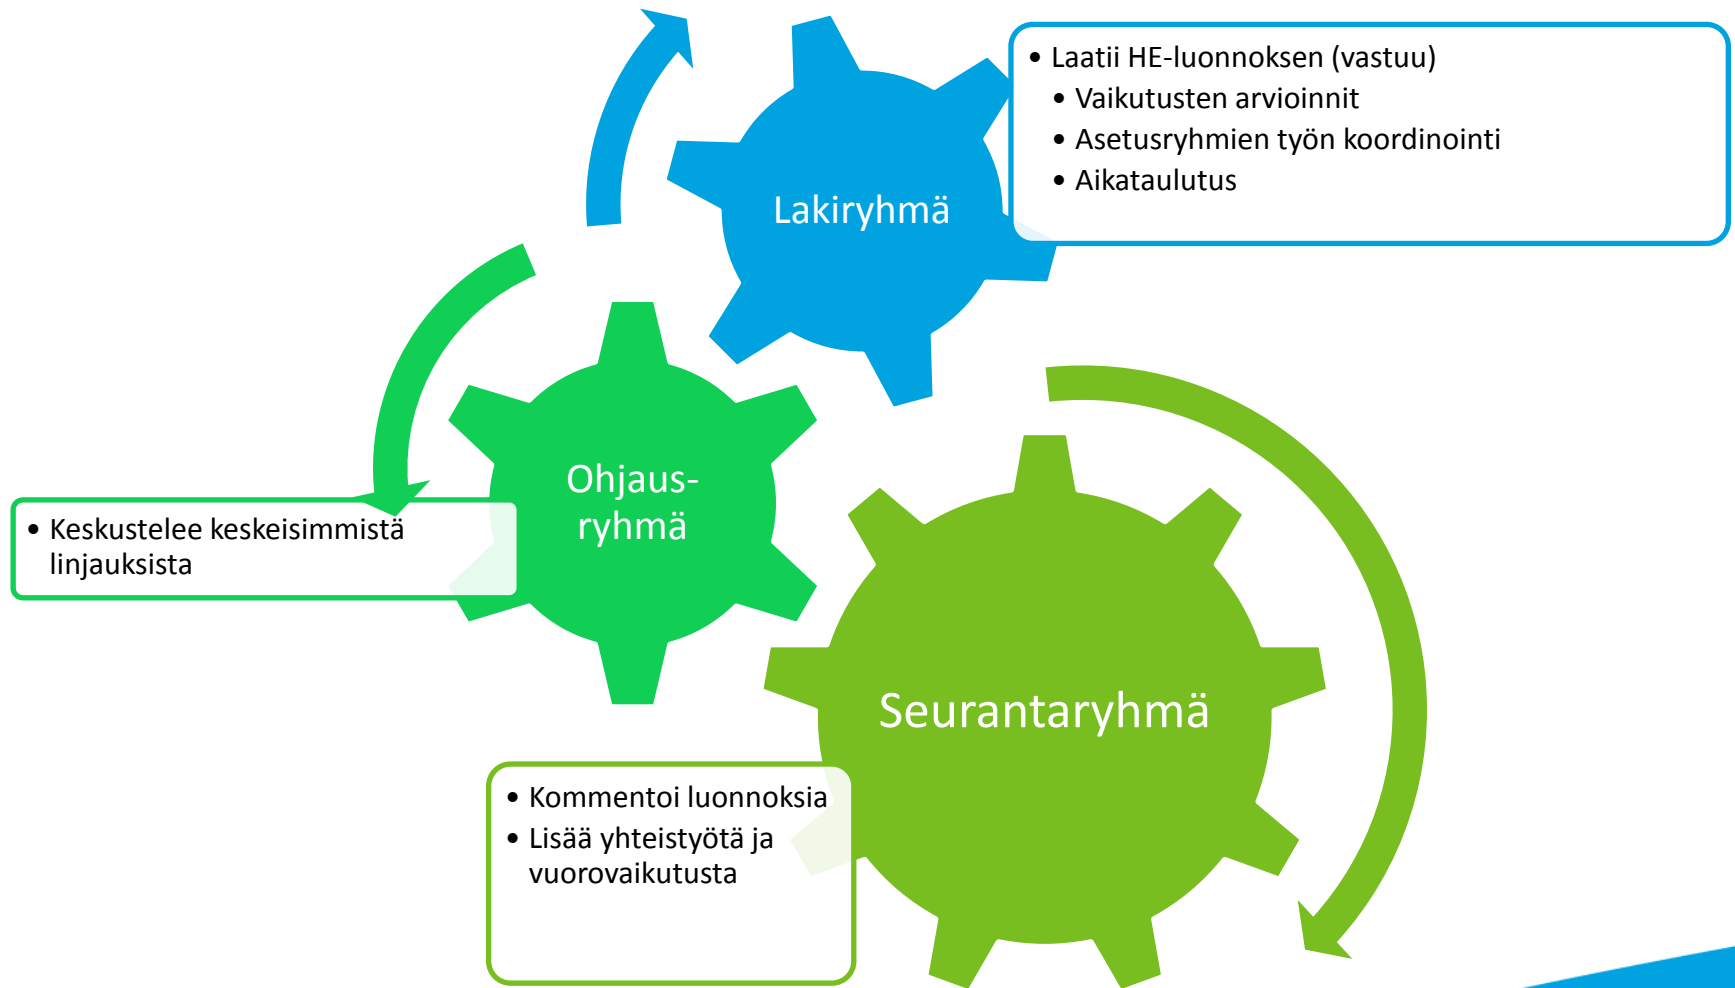 • Laatii HE-luonnoksen (vastuu)
• Vaikutusten arvioinnit
• Asetusryhmien työn koordinointi
• Aikataulutus
Lakiryhmä
Ohjaus-
ryhmä
• Keskustelee keskeisimmistä
linjauksista
Seurantaryhmä
• Kommentoi luonnoksia
• Lisää yhteistyötä ja
vuorovaikutusta